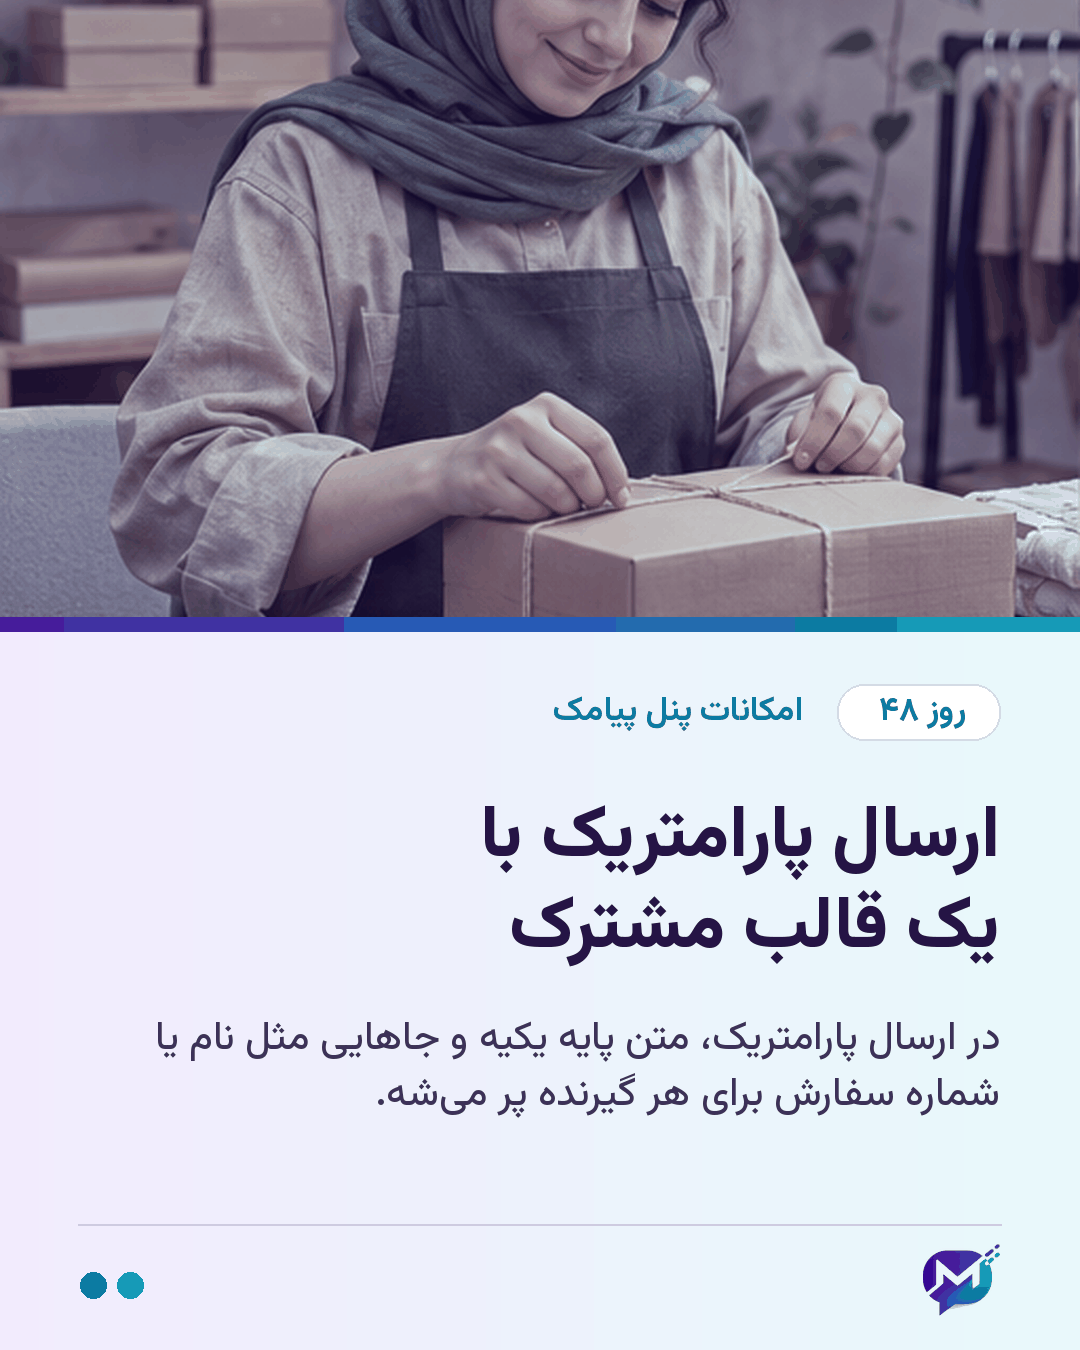 روز ۴۸
امکانات پنل پیامک
ارسال پارامتریک با
یک قالب مشترک
در ارسال پارامتریک، متن پایه یکیه و جاهایی مثل نام یا
شماره سفارش برای هر گیرنده پر می‌شه.
M